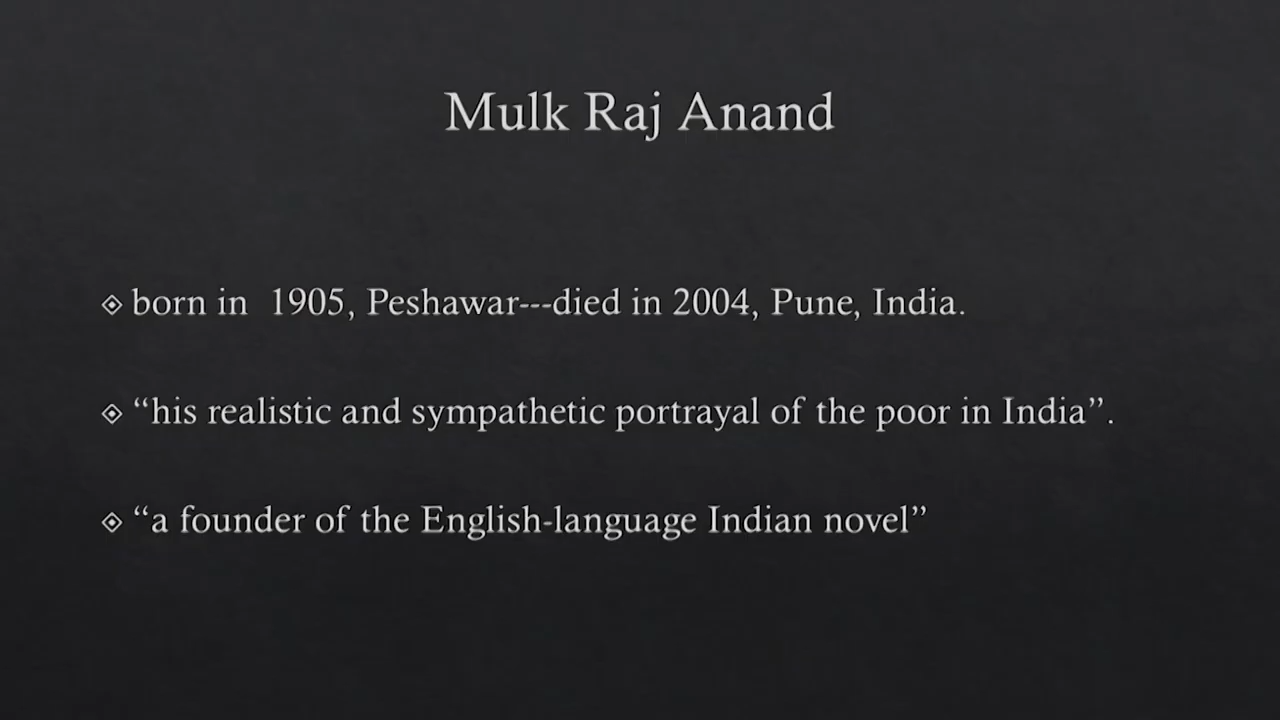 Mulk Raj Anand
born in  1905, Peshawar---died in 2004, Pune, India.
“his realistic and sympathetic portrayal of the poor in India”.
“a founder of the English-language Indian novel”